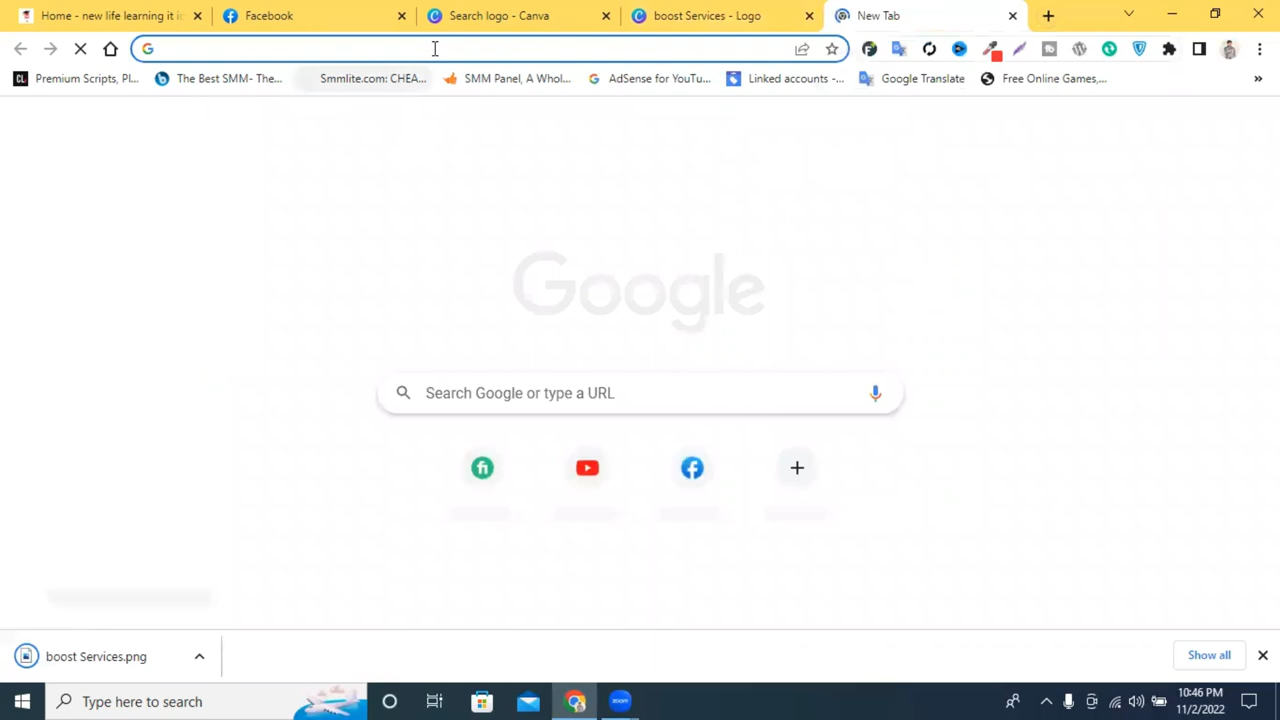 Home - new life learning it i
Facebook
Search logo - Canva
boost Services - Logo
New Tab
Premium Scripts, Pl...
The Best SMM- The...
Smmlite.com: CHEA...
SMM Panel, A Whol...
AdSense for YouTu...
Linked accounts -...
Google Translate
Free Online Games,...
»
Google
Search Google or type a URL
boost Services.png
Show all
Type here to search
zoom
10:46 PM
11/2/2022